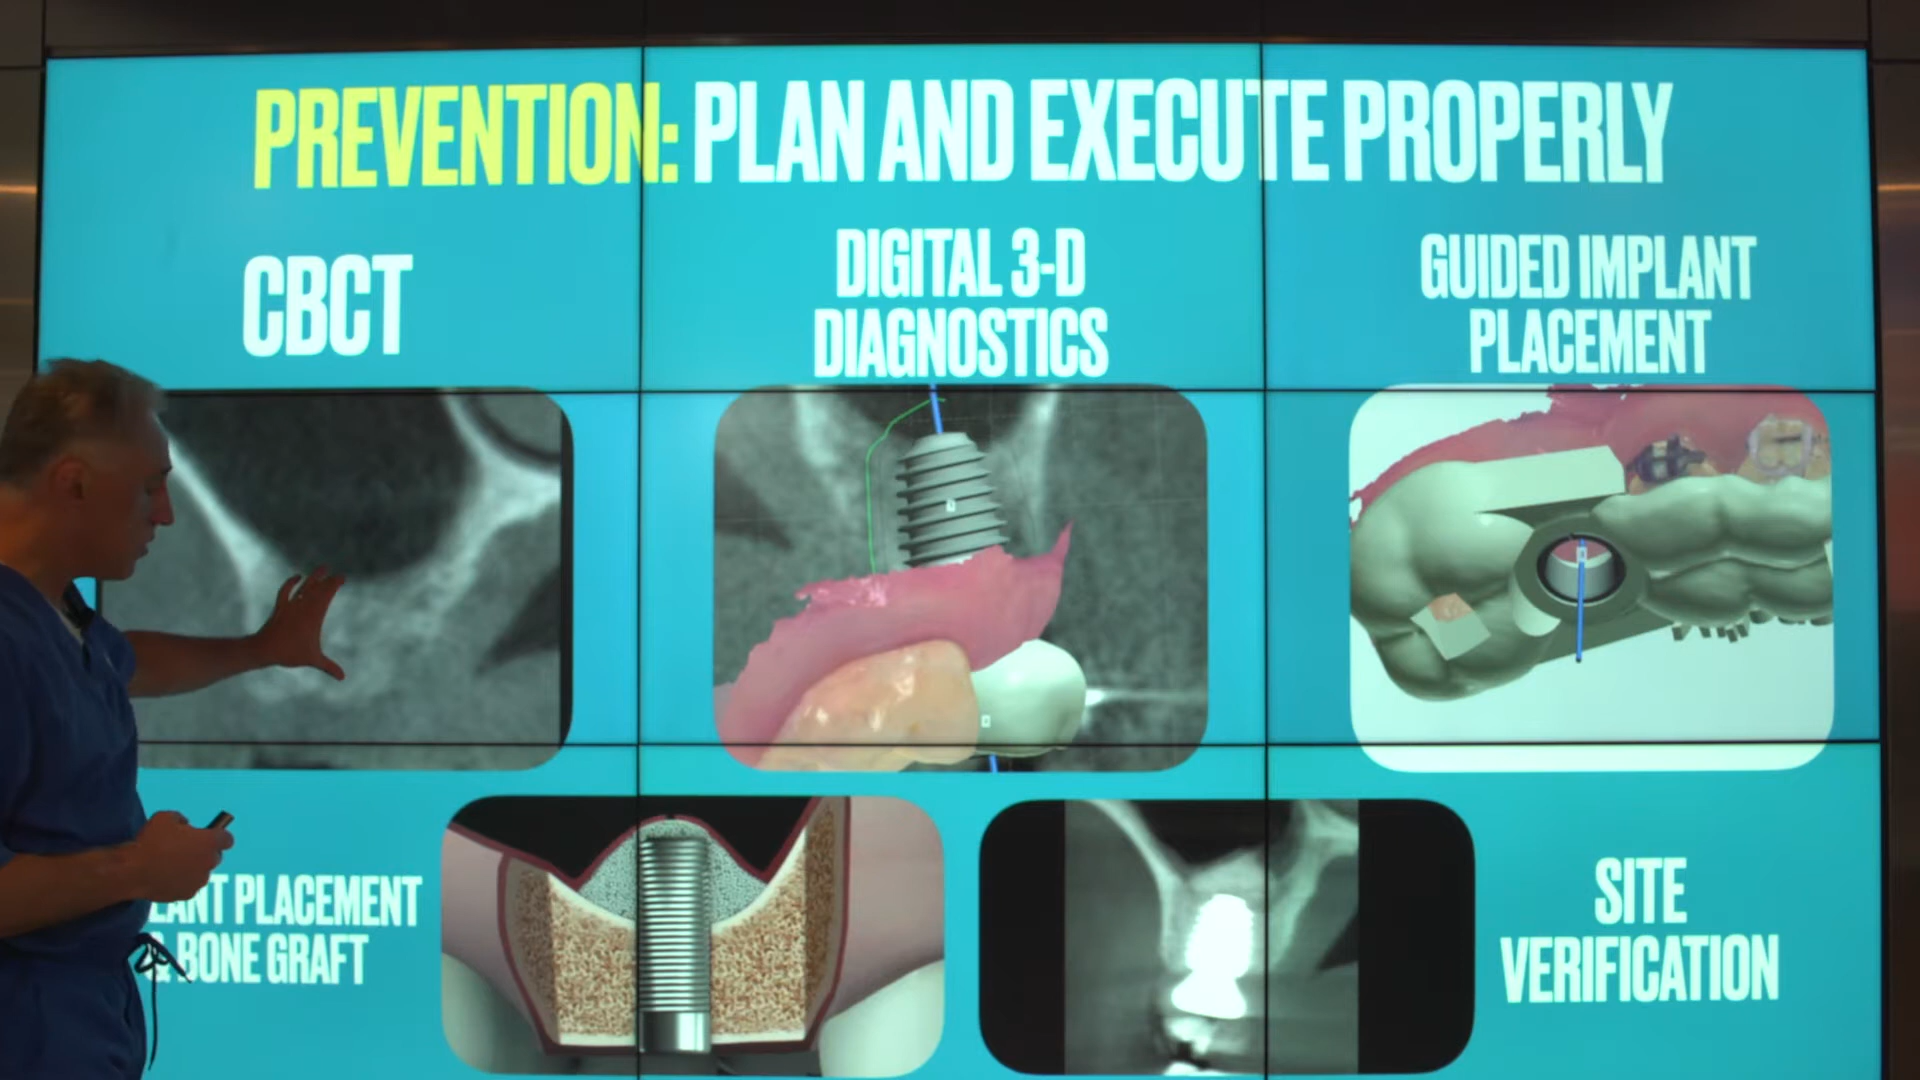 PREVENTION: PLAN AND EXECUTE PROPERLY
CBCT
DIGITAL 3-D
DIAGNOSTICS
GUIDED IMPLANT
PLACEMENT
PLACEMENT
& BONE GRAFT
SITE
VERIFICATION